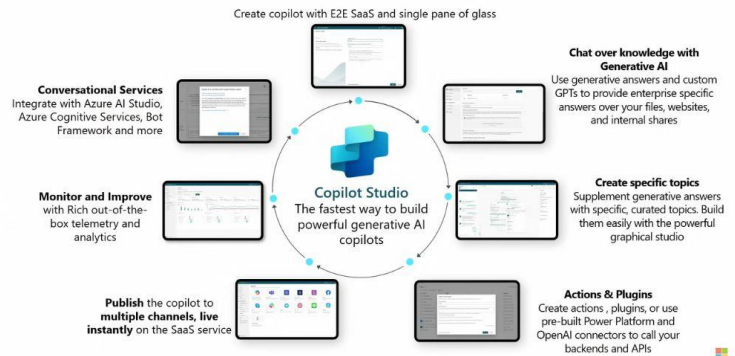 Create copilot with E2E SaaS and single pane of glass
Chat over knowledge with
Generative AI
Use generative answers and custom
GPTs to provide enterprise specific
answers over your files, websites,
and internal shares
Create specific topics
Supplement generative answers
with specific, curated topics. Build
them easily with the powerful
graphical studio
Actions & Plugins
Create actions , plugins, or use
pre-built Power Platform and
OpenAI connectors to call your
backends and APIs
Publish the copilot to
multiple channels, live
instantly on the SaaS service
Monitor and Improve
with Rich out-of-the-
box telemetry and
analytics
Conversational Services
Integrate with Azure AI Studio,
Azure Cognitive Services, Bot
Framework and more
Copilot Studio
The fastest way to build
powerful generative AI
copilots